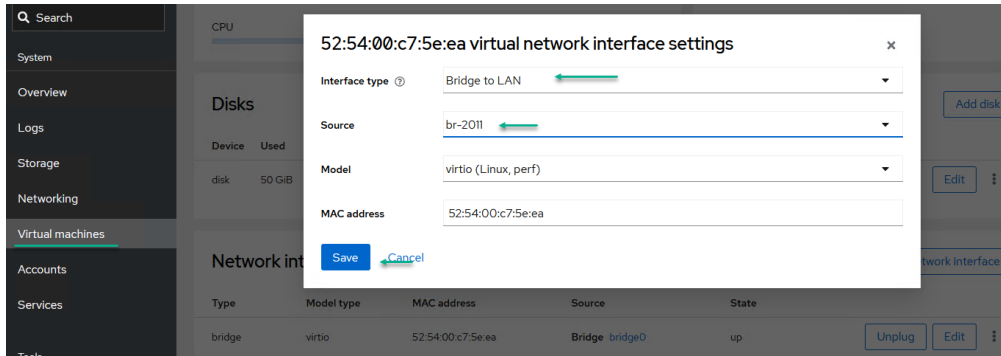 Search
System
Overview
Logs
Storage
Networking
Virtual machines
Accounts
Services
CPU
Disks
Add disk
Device Used
disk 50 GiB
Edit
52:54:00:c7:5e:ea virtual network interface settings
Interface type
Bridge to LAN
Source
br-2011
Model
virtio (Linux, perf)
MAC address
52:54:00:c7:5e:ea
Save Cancel
Network int
twork interface
Type Model type MAC address Source State
bridge virtio 52:54:00:c7:5e:ea Bridge bridge0 up Unplug Edit
Tools